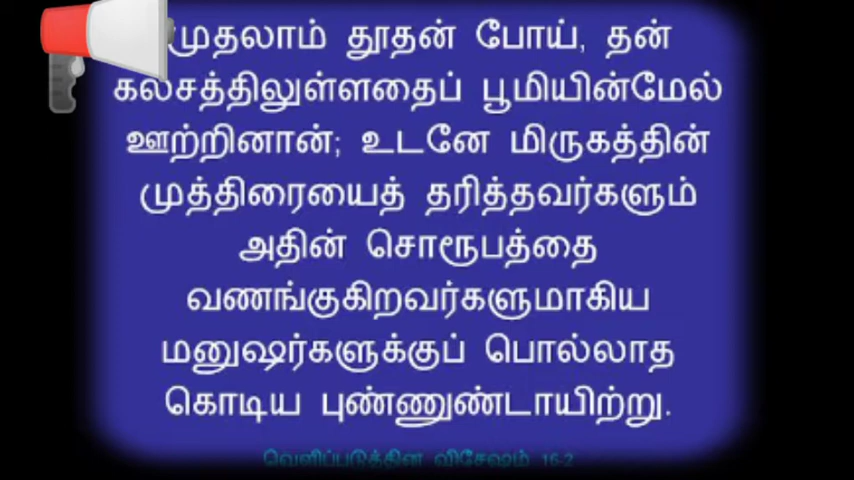 முதலாம் தூதன் போய், தன்
கலசத்திலுள்ளதைப் பூமியின்மேல்
ஊற்றினான்; உடனே மிருகத்தின்
முத்திரையைத் தரித்தவர்களும்
அதின் சொரூபத்தை
வணங்குகிறவர்களுமாகிய
மனுஷர்களுக்குப் பொல்லாத
கொடிய புண்ணுண்டாயிற்று.
வெளிப்படுத்தின விசேஷம் 16-2